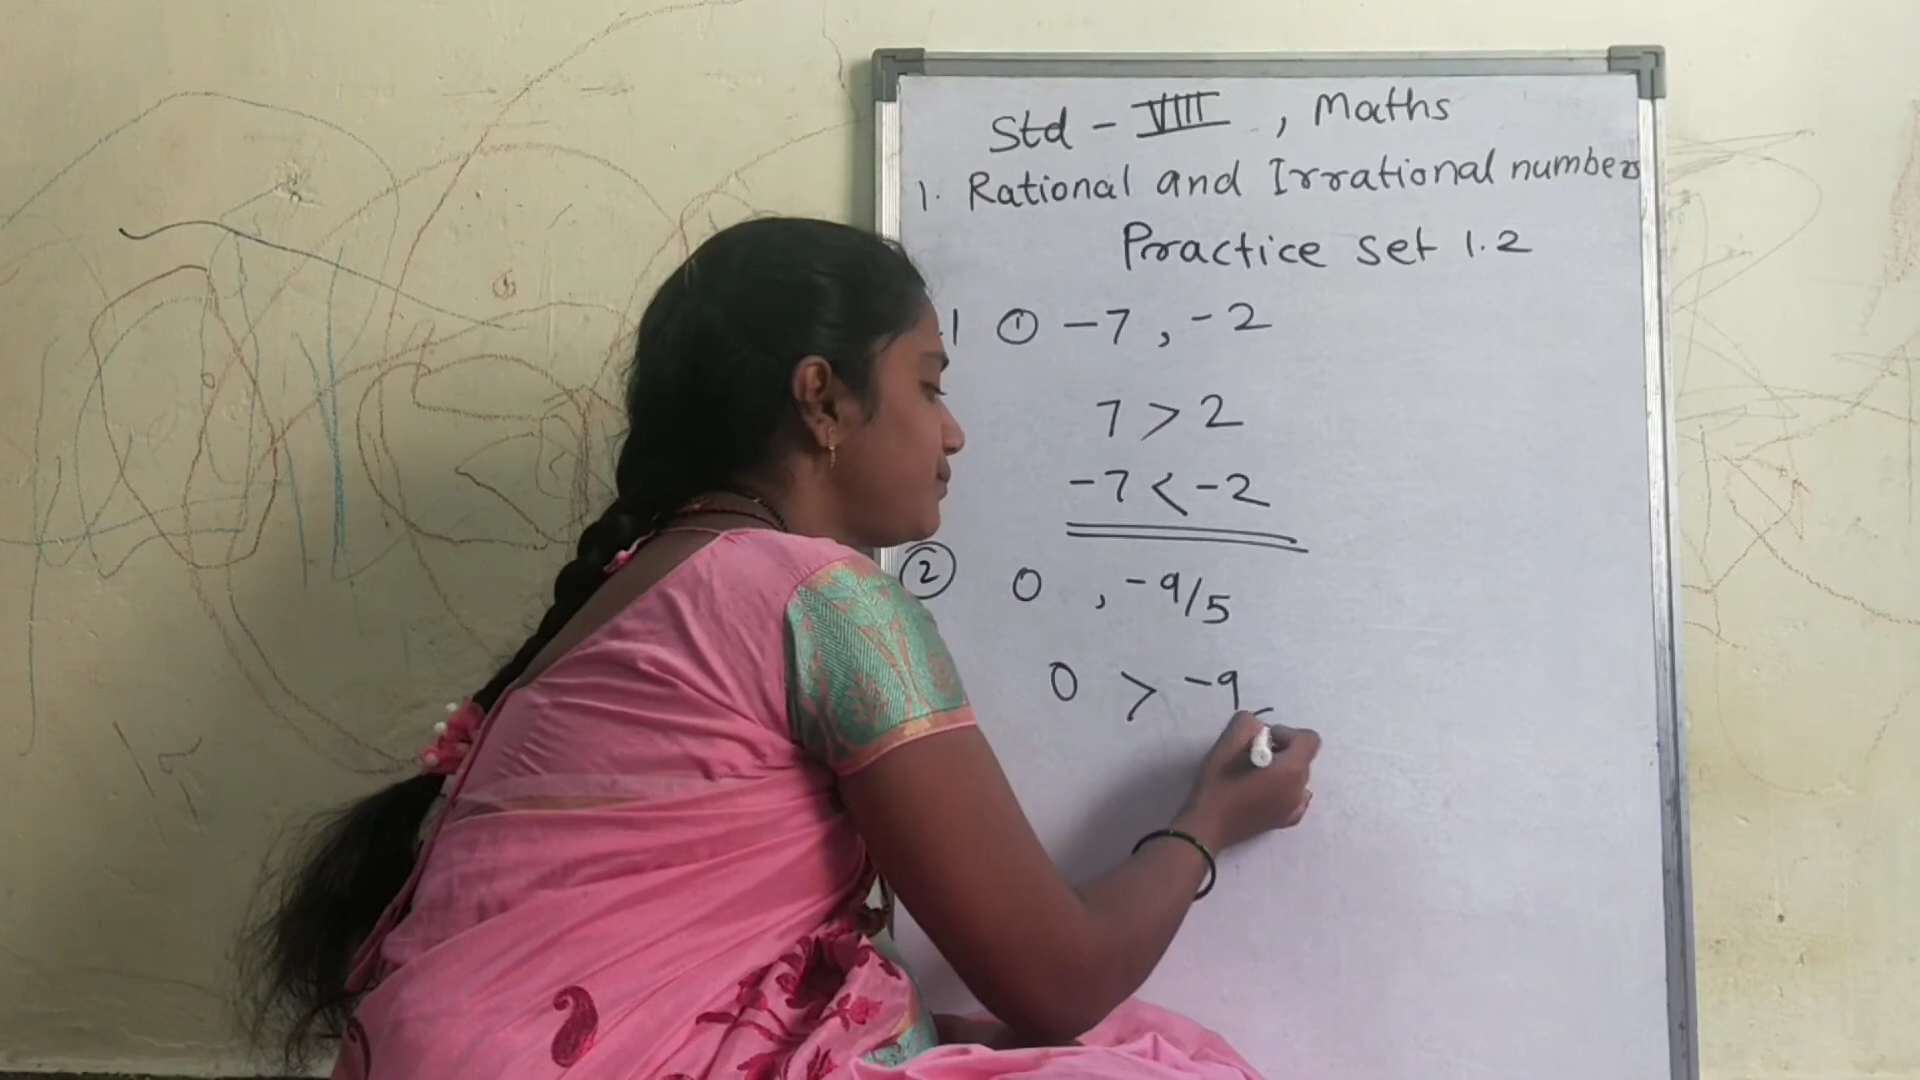 Std - VIII, Maths
1. Rational and Irrational numbers
Practice set 1.2
.1 ① -7, -2
7 > 2
-7 < -2
② 0, -9/5
0 > -9